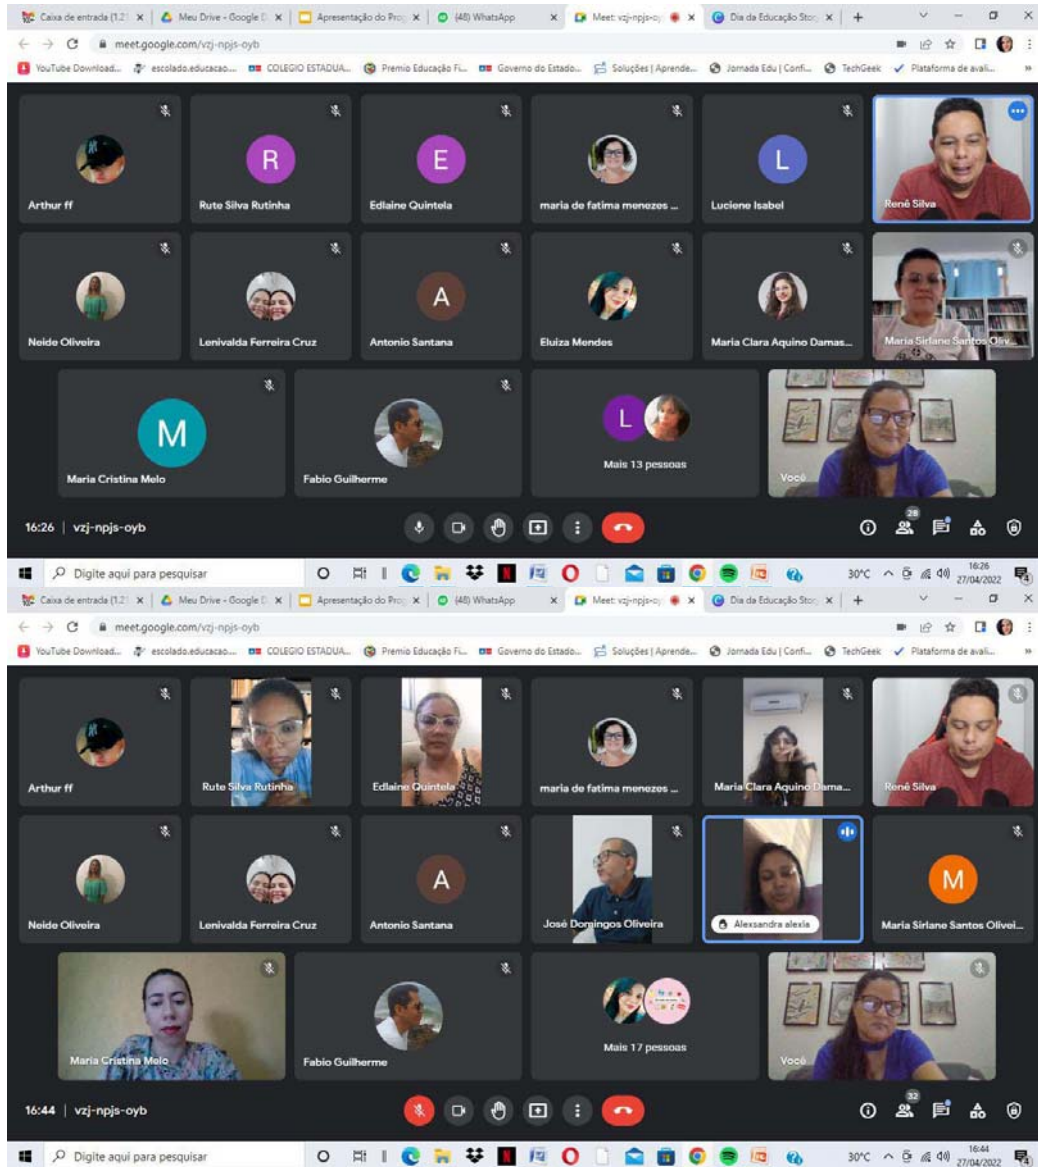 Caixa de entrada (1.21
Meu Drive - Google D
Apresentação do Proj
(48) WhatsApp
Meet: vzj-npjs-oy
Dia da Educação Stor
meet.google.com/vzj-npjs-oyb
YouTube Download...
escolado.educacao....
COLEGIO ESTADUA...
Premio Educação Fi...
Governo do Estado...
Soluções | Aprende...
Jornada Edu | Confi...
TechGeek
Plataforma de avali...
Arthur ff
R
Rute Silva Rutinha
E
Edlaine Quintela
maria de fatima menezes ...
L
Luciene Isabel
Renê Silva
Neide Oliveira
Lenivalda Ferreira Cruz
A
Antonio Santana
Eluiza Mendes
Maria Clara Aquino Damas...
Maria Sirlane Santos Oliv...
M
Maria Cristina Melo
Fabio Guilherme
L
Mais 13 pessoas
Você
16:26 | vzj-npjs-oyb
28
Digite aqui para pesquisar
30°C
16:26
27/04/2022
Caixa de entrada (1.21
Meu Drive - Google D
Apresentação do Proj
(48) WhatsApp
Meet: vzj-npjs-oy
Dia da Educação Stor
meet.google.com/vzj-npjs-oyb
YouTube Download...
escolado.educacao....
COLEGIO ESTADUA...
Premio Educação Fi...
Governo do Estado...
Soluções | Aprende...
Jornada Edu | Confi...
TechGeek
Plataforma de avali...
Arthur ff
Rute Silva Rutinha
Edlaine Quintela
maria de fatima menezes ...
Maria Clara Aquino Dama...
Renê Silva
Neide Oliveira
Lenivalda Ferreira Cruz
A
Antonio Santana
José Domingos Oliveira
Alexsandra alexia
M
Maria Sirlane Santos Olivei...
Maria Cristina Melo
Fabio Guilherme
Mais 17 pessoas
Você
16:44 | vzj-npjs-oyb
32
Digite aqui para pesquisar
30°C
16:44
27/04/2022